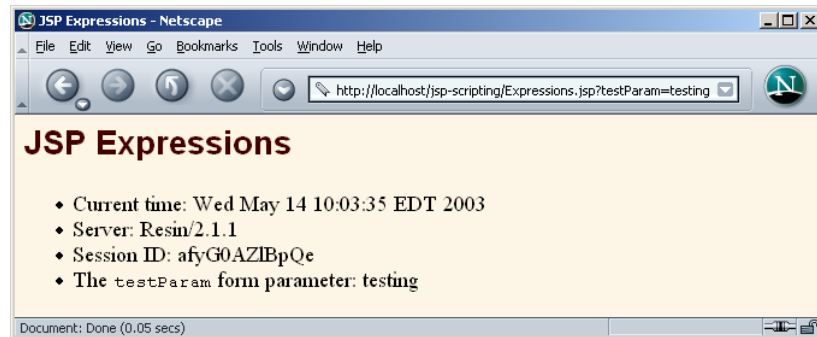 JSP Expressions - Netscape
File Edit View Go Bookmarks Tools Window Help
http://localhost/jsp-scripting/Expressions.jsp?testParam=testing
N
JSP Expressions
• Current time: Wed May 14 10:03:35 EDT 2003
• Server: Resin/2.1.1
• Session ID: afyG0AZlBpQe
• The testParam form parameter: testing
Document: Done (0.05 secs)